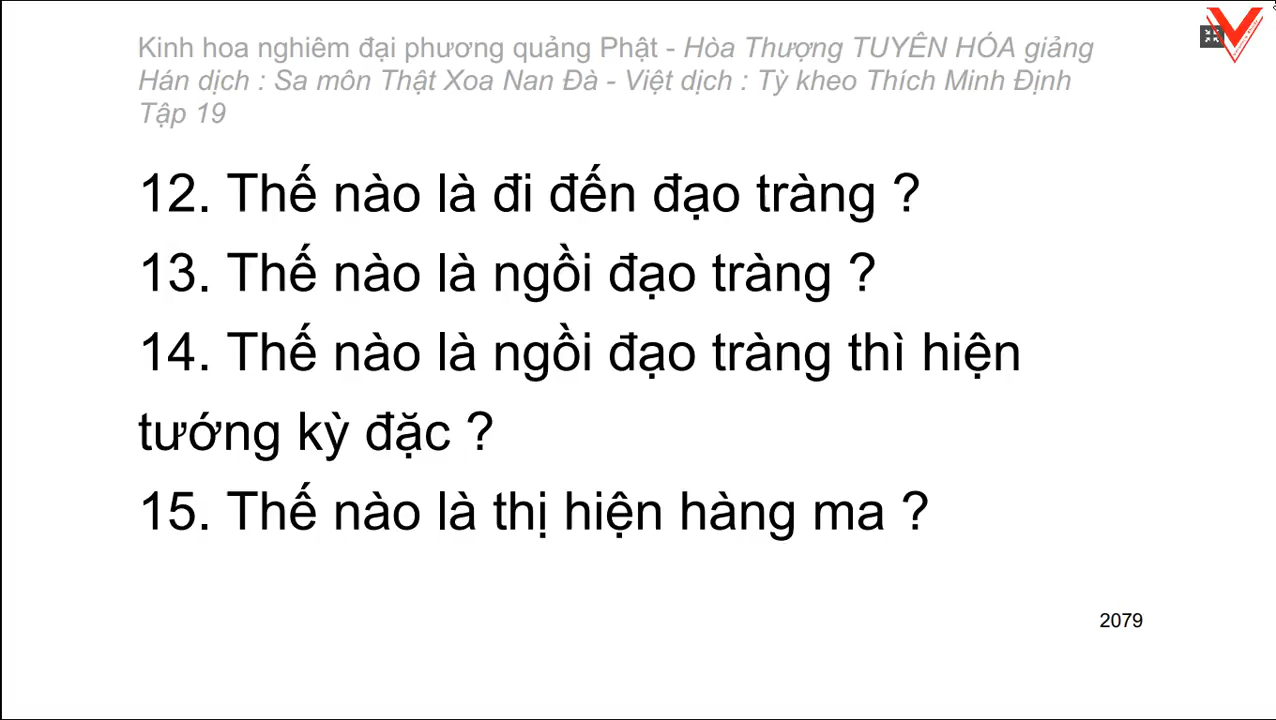 Kinh hoa nghiêm đại phương quảng Phật - Hòa Thượng TUYÊN HÓA giảng
Hán dịch : Sa môn Thật Xoa Nan Đà - Việt dịch : Tỳ kheo Thích Minh Định
Tập 19
12. Thế nào là đi đến đạo tràng ?
13. Thế nào là ngồi đạo tràng ?
14. Thế nào là ngồi đạo tràng thì hiện
tướng kỳ đặc ?
15. Thế nào là thị hiện hàng ma ?
2079